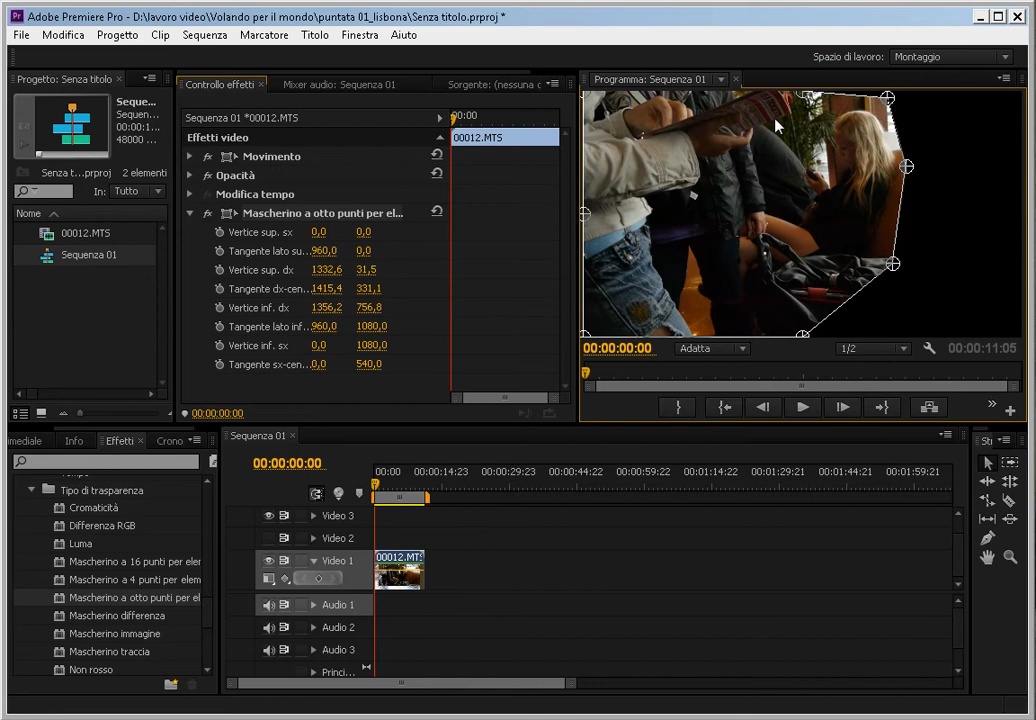 Adobe Premiere Pro - D:\lavoro video\Volando per il mondo\puntata 01_lisbona\Senza titolo.prproj *
File Modifica Progetto Clip Sequenza Marcatore Titolo Finestra Aiuto
Spazio di lavoro: Montaggio
Progetto: Senza titolo
Seque...
Sequen...
00:00:1...
48000 ...
Senza t...prproj 2 elementi
In: Tutto
Nome
00012.MTS
Sequenza 01
Controllo effetti Mixer audio: Sequenza 01 Sorgente: (nessuna c
Sequenza 01 *00012.MTS
:00:00
Effetti video
00012.MTS
fx Movimento
fx Opacità
Modifica tempo
fx Mascherino a otto punti per el...
Vertice sup. sx 0,0 0,0
Tangente lato su... 960,0 0,0
Vertice sup. dx 1332,6 31,5
Tangente dx-cen... 1415,4 331,1
Vertice inf. dx 1356,2 756,8
Tangente lato inf... 960,0 1080,0
Vertice inf. sx 0,0 1080,0
Tangente sx-cen... 0,0 540,0
00:00:00:00
Programma: Sequenza 01
00:00:00:00 Adatta 1/2 00:00:11:05
imediale Info Effetti Crono
Tipo di trasparenza
Cromaticità
Differenza RGB
Luma
Mascherino a 16 punti per eler
Mascherino a 4 punti per elem
Mascherino a otto punti per el
Mascherino differenza
Mascherino immagine
Mascherino traccia
Non rosso
Sequenza 01
00:00:00:00
00:00 00:00:14:23 00:00:29:23 00:00:44:22 00:00:59:22 00:01:14:22 00:01:29:21 00:01:44:21 00:01:59:21
Video 3
Video 2
Video 1
00012.MTS
Audio 1
Audio 2
Audio 3
Princi...
Sti